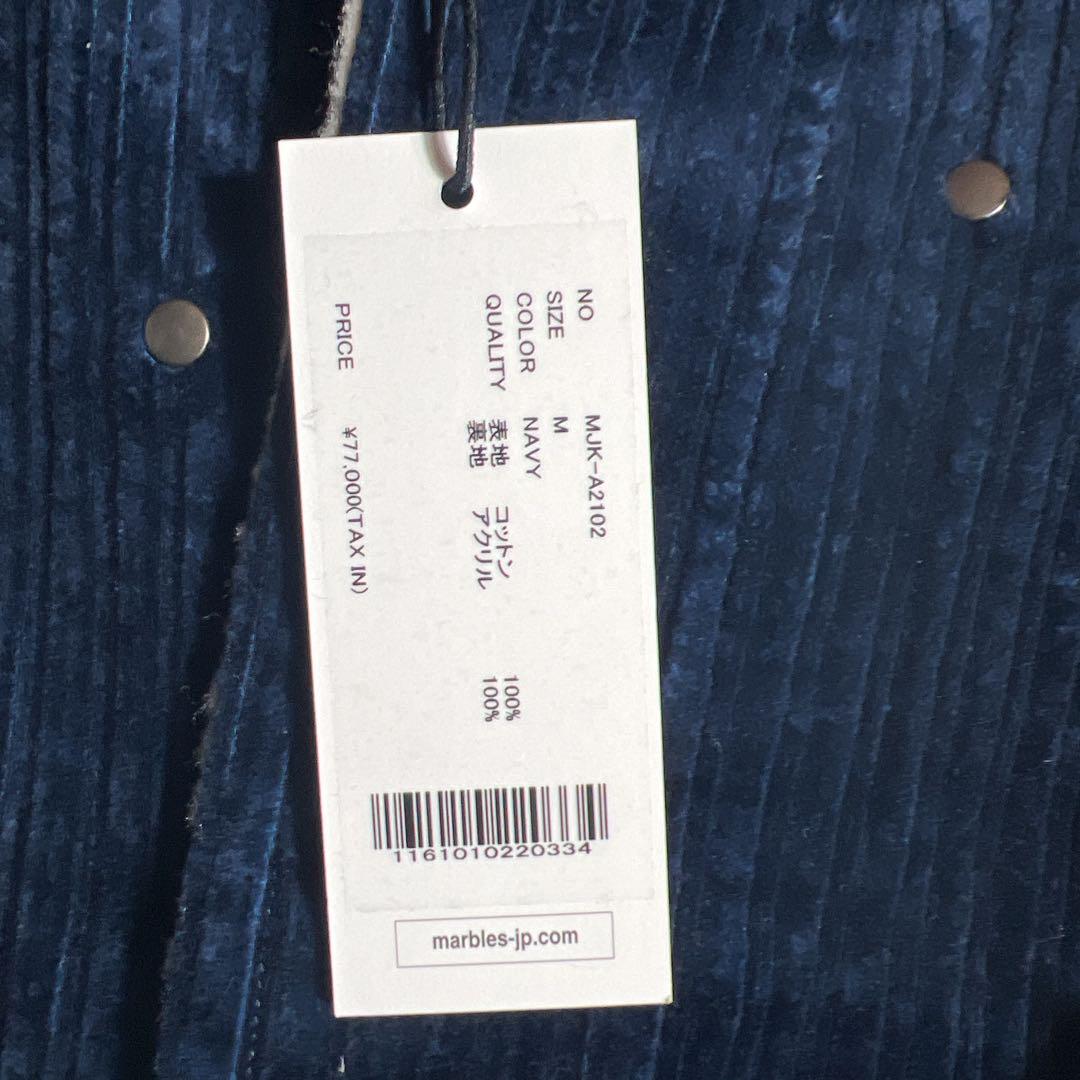 NO MJK-A2102
SIZE M
COLOR NAVY
QUALITY 表地 コットン 100%
裏地 アクリル 100%
PRICE ¥77,000(TAX IN)
1161010220334
marbles-jp.com